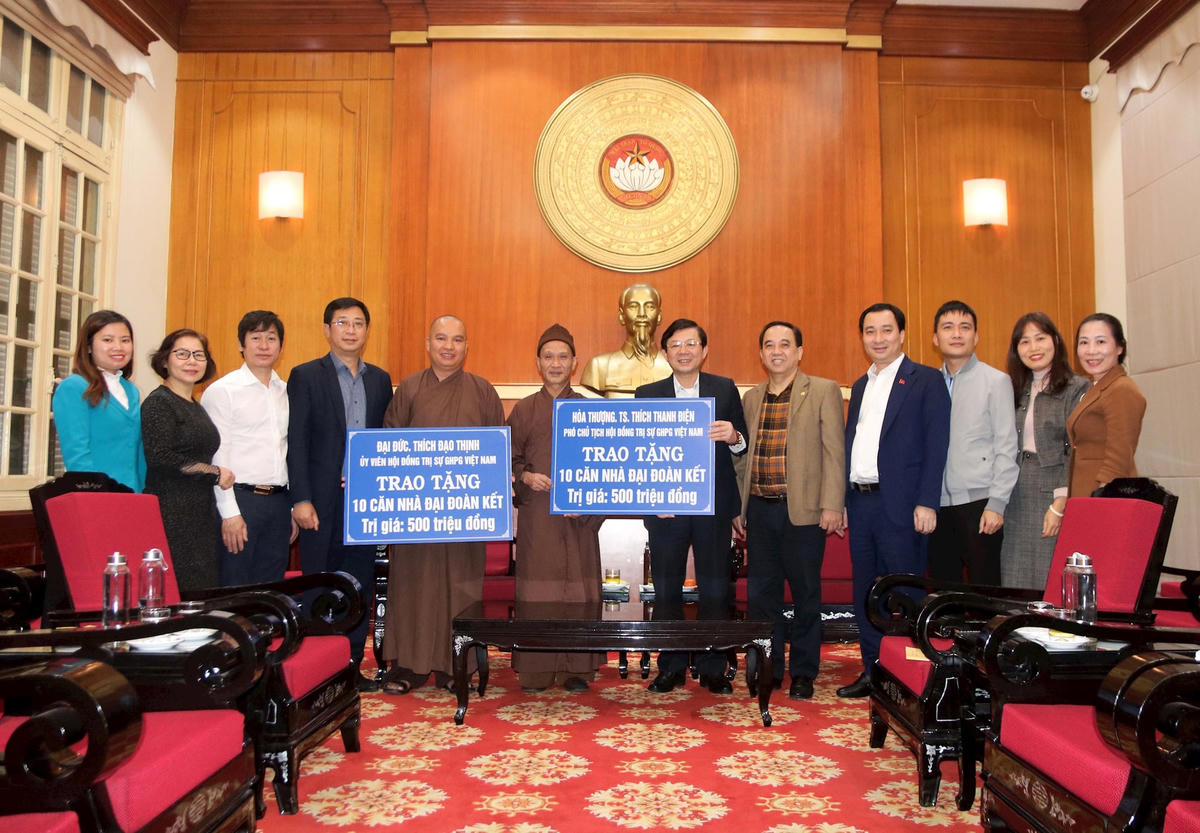 ĐẠI ĐỨC. THÍCH ĐẠO THỊNH
ỦY VIÊN HỘI ĐỒNG TRỊ SỰ GHPG VIỆT NAM
TRAO TẶNG
10 CĂN NHÀ ĐẠI ĐOÀN KẾT
Trị giá: 500 triệu đồng
HÒA THƯỢNG. TS. THÍCH THANH ĐIỆN
PHÓ CHỦ TỊCH HỘI ĐỒNG TRỊ SỰ GHPG VIỆT NAM
TRAO TẶNG
10 CĂN NHÀ ĐẠI ĐOÀN KẾT
Trị giá: 500 triệu đồng